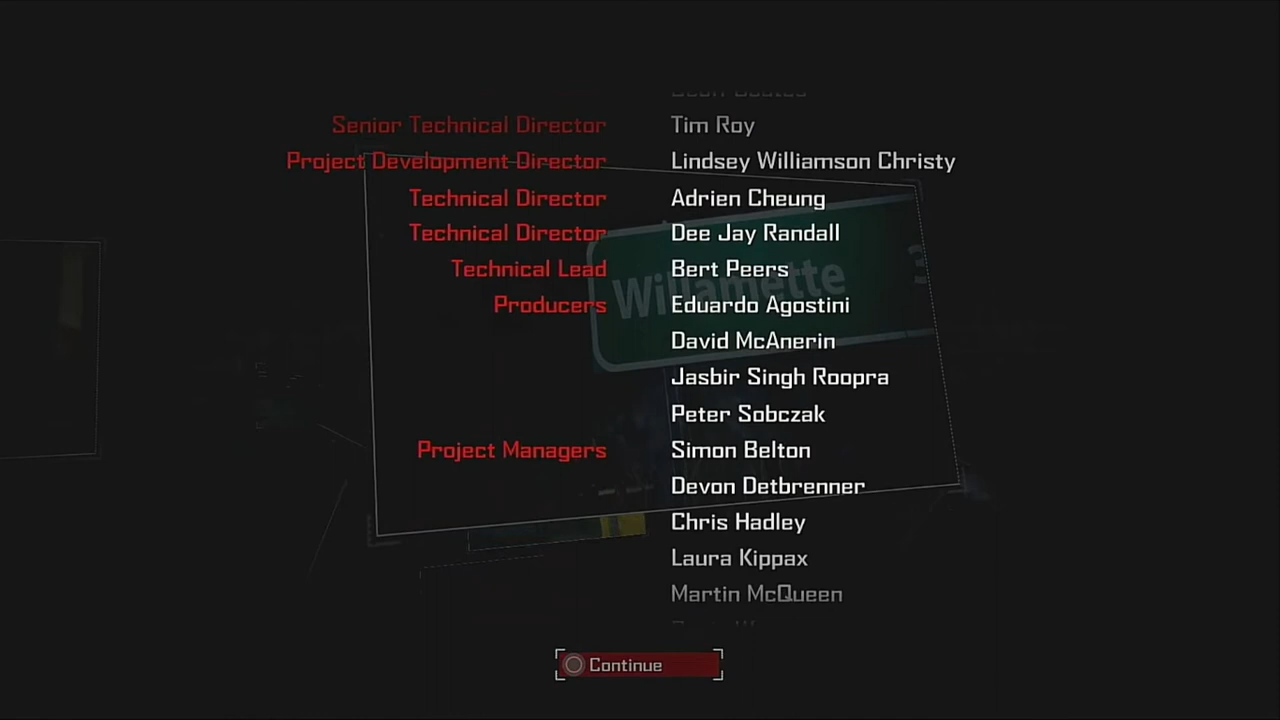 Senior Technical Director Tim Roy
Project Development Director Lindsey Williamson Christy
Technical Director Adrien Cheung
Technical Director Dee Jay Randall
Technical Lead Bert Peers
Willamette 3
Producers Eduardo Agostini
David McAnerin
Jasbir Singh Roopra
Peter Sobczak
Project Managers Simon Belton
Devon Detbrenner
Chris Hadley
Laura Kippax
Martin McQueen
Continue